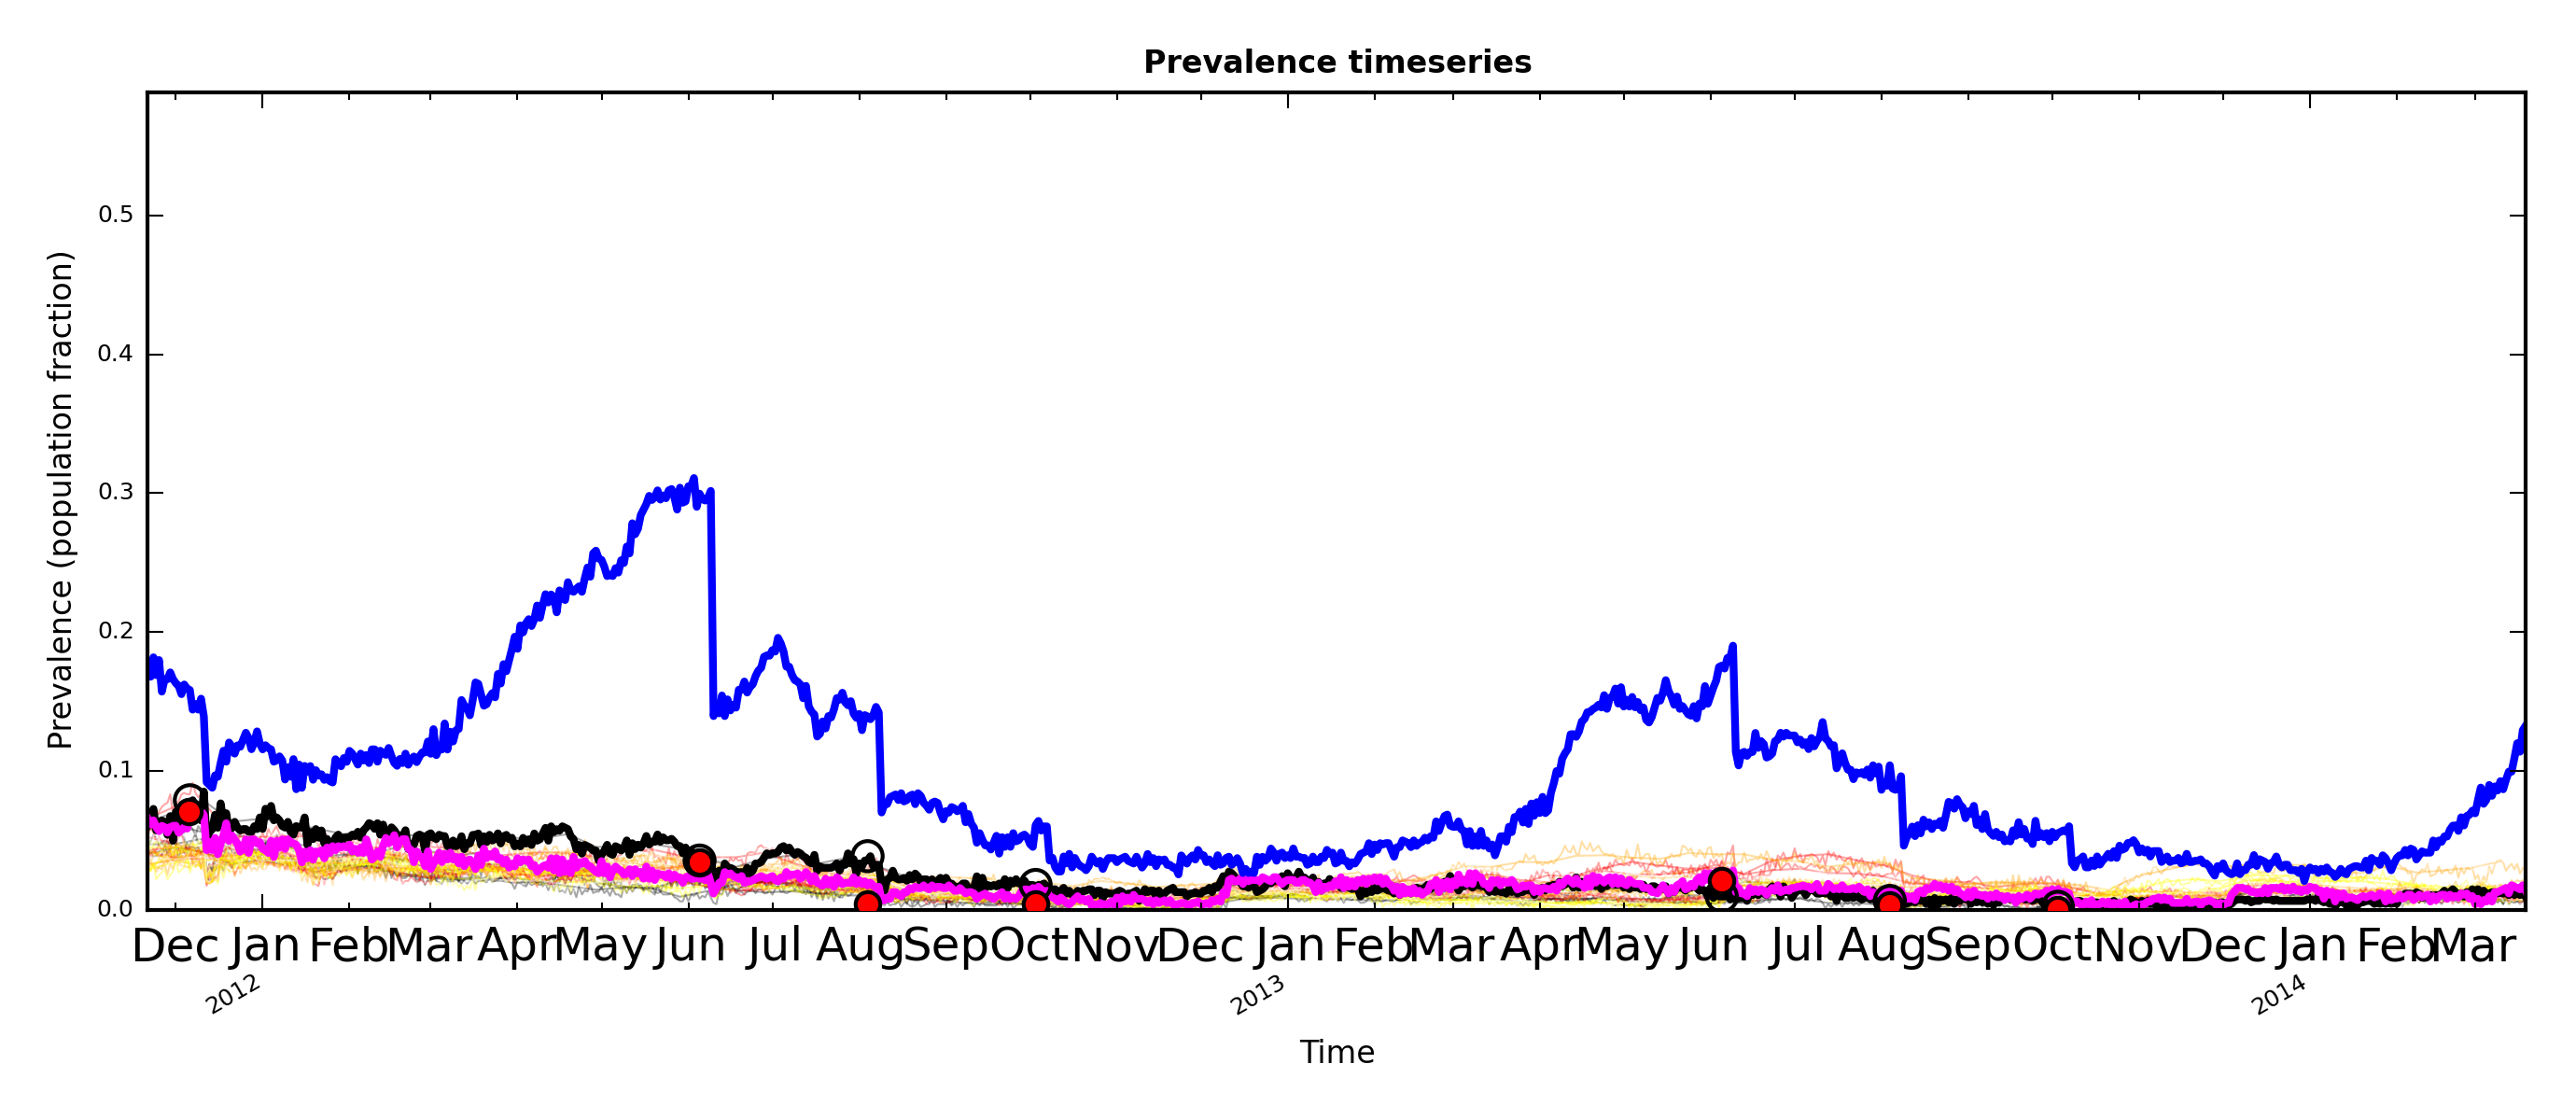 Prevalence timeseries
Prevalence (population fraction)
0.5
0.4
0.3
0.2
0.1
0.0
Dec Jan Feb Mar Apr May Jun Jul Aug Sep Oct Nov Dec Jan Feb Mar Apr May Jun Jul Aug Sep Oct Nov Dec Jan Feb Mar
2012 2013 2014
Time